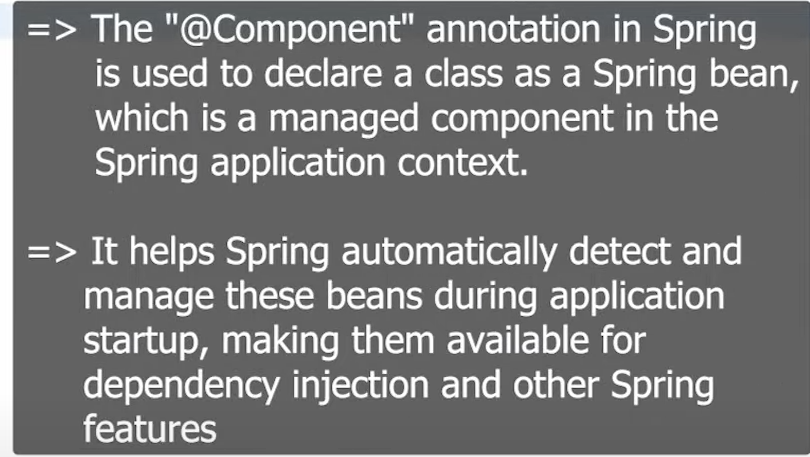 => The "@Component" annotation in Spring
is used to declare a class as a Spring bean,
which is a managed component in the
Spring application context.
=> It helps Spring automatically detect and
manage these beans during application
startup, making them available for
dependency injection and other Spring
features